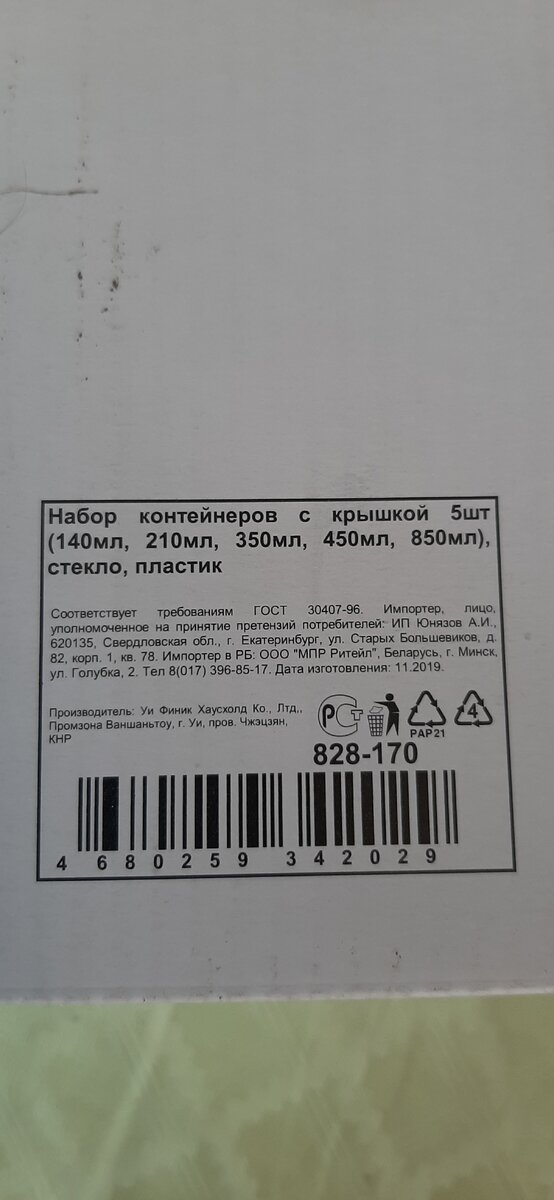 Набор контейнеров с крышкой 5шт
(140мл, 210мл, 350мл, 450мл, 850мл),
стекло, пластик
Соответствует требованиям ГОСТ 30407-96. Импортер, лицо,
уполномоченное на принятие претензий потребителей: ИП Юнязов А.И.,
620135, Свердловская обл., г. Екатеринбург, ул. Старых Большевиков, д.
82, корп. 1, кв. 78. Импортер в РБ: ООО "МПР Ритейл", Беларусь, г. Минск,
ул. Голубка, 2. Тел 8(017) 396-85-17. Дата изготовления: 11.2019.
Производитель: Уи Финик Хаусхолд Ко., Лтд.,
Промзона Ваншаньтоу, г. Уи, пров. Чжэцзян,
КНР
РСТ
4
PAP21
828-170
4 680259 342029